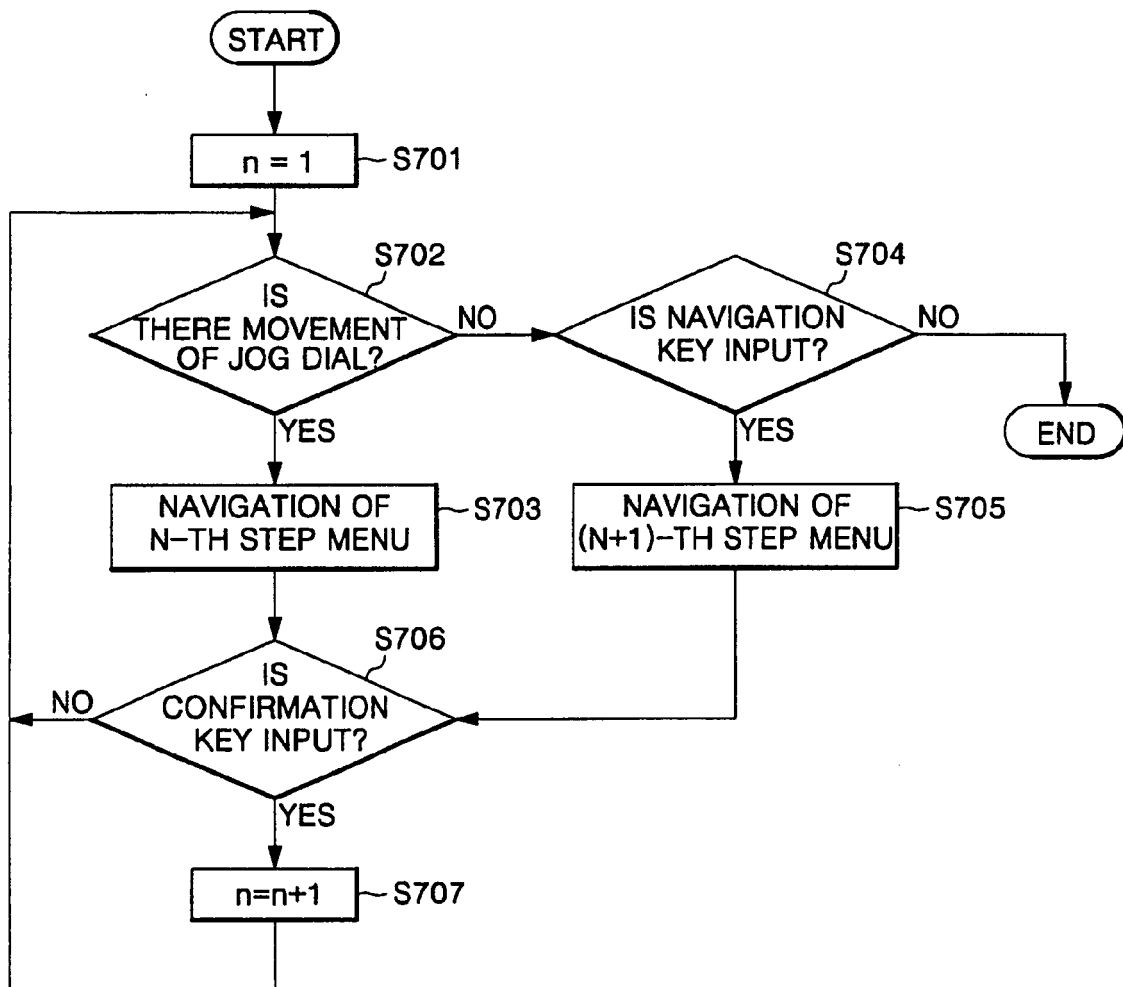 START
n = 1
S701
S702
IS
THERE MOVEMENT
OF JOG DIAL?
NO
YES
S704
IS NAVIGATION
KEY INPUT?
NO
YES
END
NAVIGATION OF
N-TH STEP MENU
S703
NAVIGATION OF
(N+1)-TH STEP MENU
S705
S706
IS
CONFIRMATION
KEY INPUT?
NO
YES
n=n+1
S707